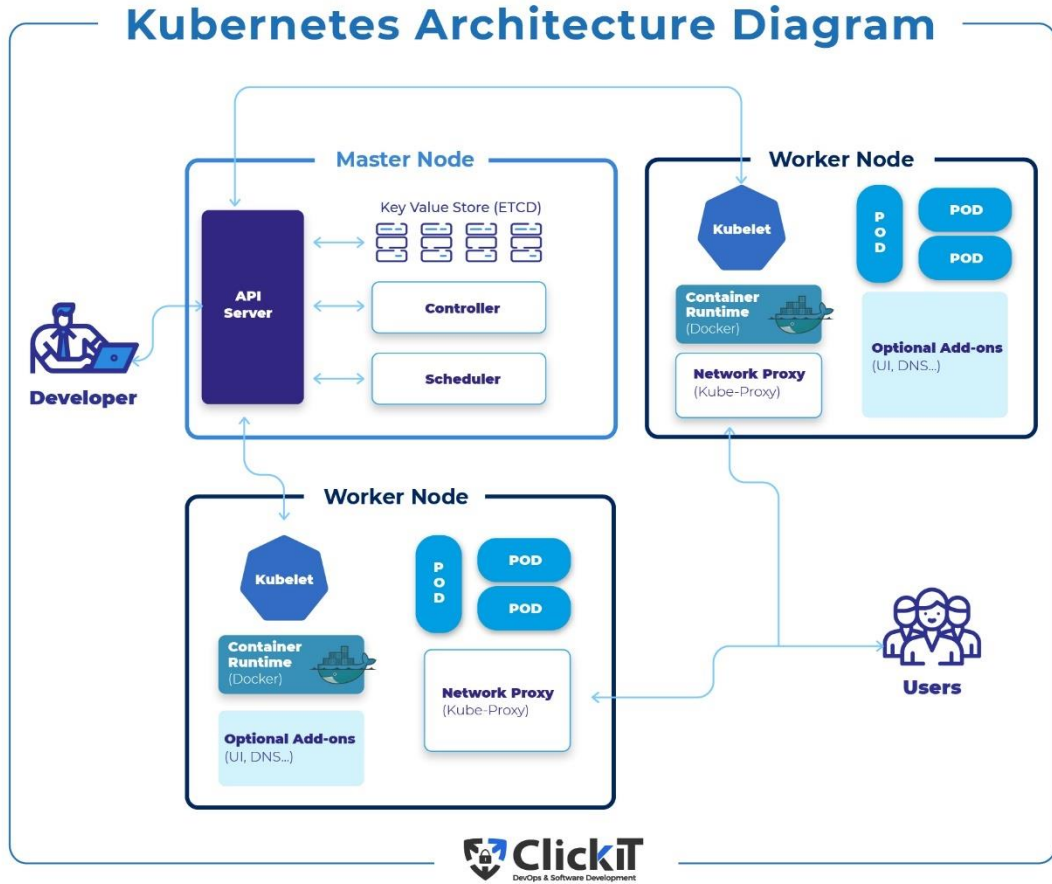 Kubernetes Architecture Diagram
Master Node
Key Value Store (ETCD)
API
Server
Controller
Scheduler
Developer
Worker Node
Kubelet
P
O
D
POD
POD
Container
Runtime
(Docker)
Network Proxy
(Kube-Proxy)
Optional Add-ons
(UI, DNS...)
Worker Node
Kubelet
P
O
D
POD
POD
Container
Runtime
(Docker)
Optional Add-ons
(UI, DNS...)
Network Proxy
(Kube-Proxy)
Users
ClickiT
DevOps & Software Development